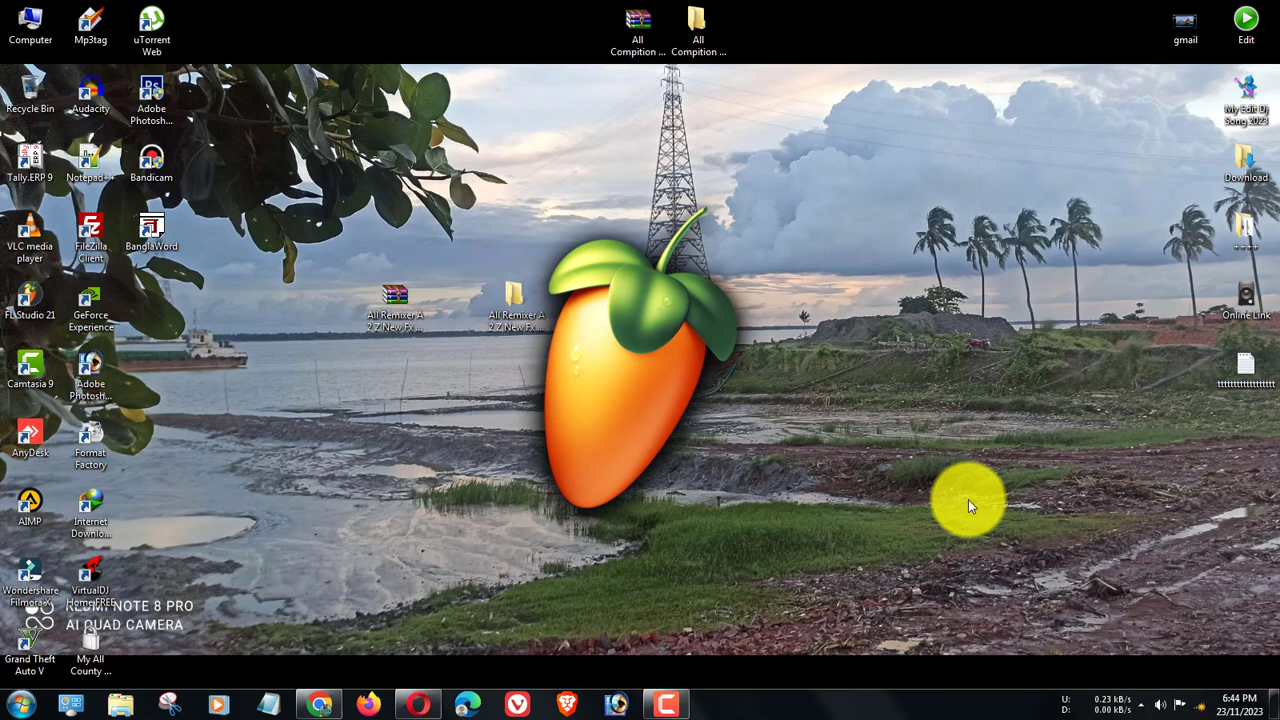 Computer
Mp3tag
uTorrent
Web
All
Compition ...
All
Compition ...
gmail
Edit
Recycle Bin
Audacity
Adobe
Photosh...
My Edit Dj
Song 2023
Tally.ERP 9
Notepad++
Bandicam
Download
VLC media
player
FileZilla
Client
BanglaWord
++++
FL Studio 21
GeForce
Experience
All Remixer A
2 Z New Fx ...
All Remixer A
2 Z New Fx ...
Online Link
Camtasia 9
Adobe
Photosh...
AnyDesk
Format
Factory
AIMP
Internet
Downlo...
Wondershare
Filmora X
VirtualDJ
Home FREE
REDMI NOTE 8 PRO
AI QUAD CAMERA
Grand Theft
Auto V
My All
County ...
U: 0.23 kB/s
D: 0.00 kB/s
6:44 PM
23/11/2023